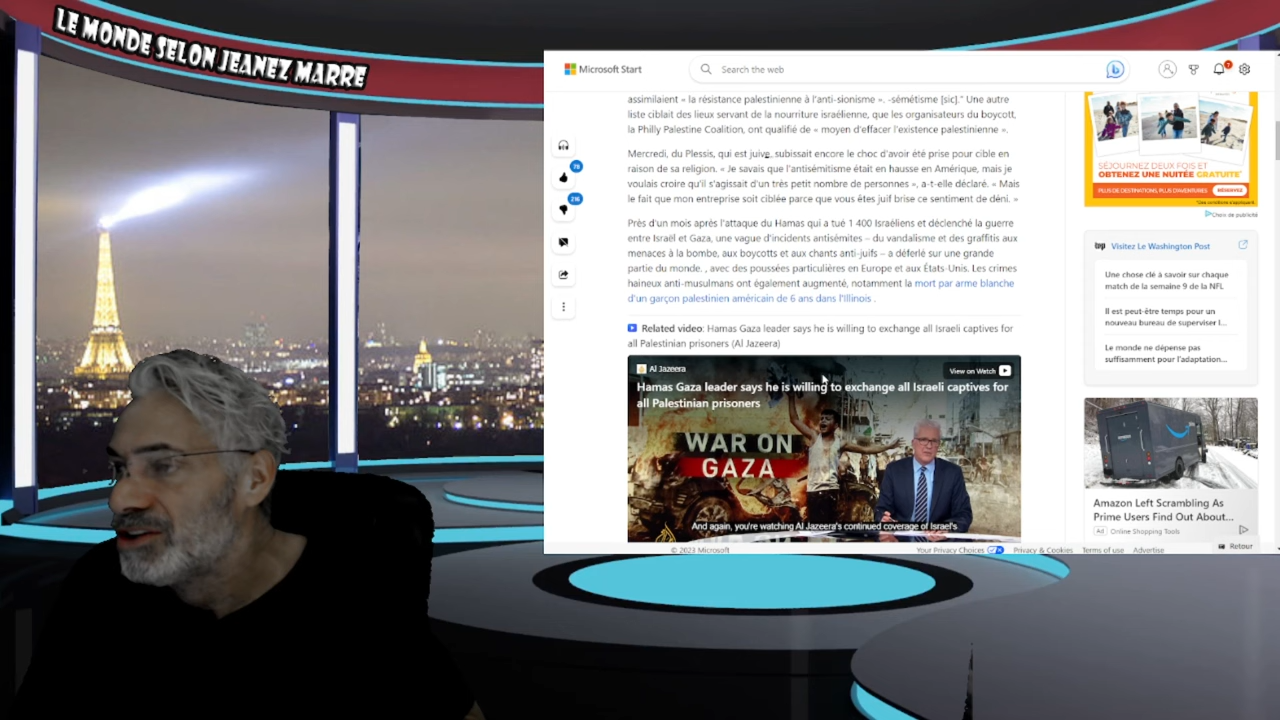 LE MONDE SELON JEANEZ MARRE
Microsoft Start
Search the web
assimilaient « la résistance palestinienne à l'anti-sionisme ». -sémétisme [sic]." Une autre
liste ciblait des lieux servant de la nourriture israélienne, que les organisateurs du boycott,
la Philly Palestine Coalition, ont qualifié de « moyen d'effacer l'existence palestinienne ».
Mercredi, du Plessis, qui est juive, subissait encore le choc d'avoir été prise pour cible en
raison de sa religion. « Je savais que l'antisémitisme était en hausse en Amérique, mais je
voulais croire qu'il s'agissait d'un très petit nombre de personnes », a-t-elle déclaré. « Mais
le fait que mon entreprise soit ciblée parce que vous êtes juif brise ce sentiment de déni. »
Près d'un mois après l'attaque du Hamas qui a tué 1 400 Israéliens et déclenché la guerre
entre Israël et Gaza, une vague d'incidents antisémites – du vandalisme et des graffitis aux
menaces à la bombe, aux boycotts et aux chants anti-juifs – a déferlé sur une grande
partie du monde. , avec des poussées particulières en Europe et aux États-Unis. Les crimes
haineux anti-musulmans ont également augmenté, notamment la mort par arme blanche
d'un garçon palestinien américain de 6 ans dans l'Illinois .
Related video: Hamas Gaza leader says he is willing to exchange all Israeli captives for
all Palestinian prisoners (Al Jazeera)
Al Jazeera
View on Watch
Hamas Gaza leader says he is willing to exchange all Israeli captives for
all Palestinian prisoners
WAR ON
GAZA
And again, you're watching Al Jazeera's continued coverage of Israel's
78
216
7
SÉJOURNEZ DEUX FOIS ET
OBTENEZ UNE NUITÉE GRATUITE*
PLUS DE DESTINATIONS, PLUS D'AVENTURES
RÉSERVEZ
*Des conditions s'appliquent.
Choix de publicité
Visitez Le Washington Post
Une chose clé à savoir sur chaque
match de la semaine 9 de la NFL
Il est peut-être temps pour un
nouveau bureau de superviser l...
Le monde ne dépense pas
suffisamment pour l'adaptation...
Amazon Left Scrambling As
Prime Users Find Out About...
Ad
Online Shopping Tools
Retour
© 2023 Microsoft
Your Privacy Choices
Privacy & Cookies
Terms of use
Advertise